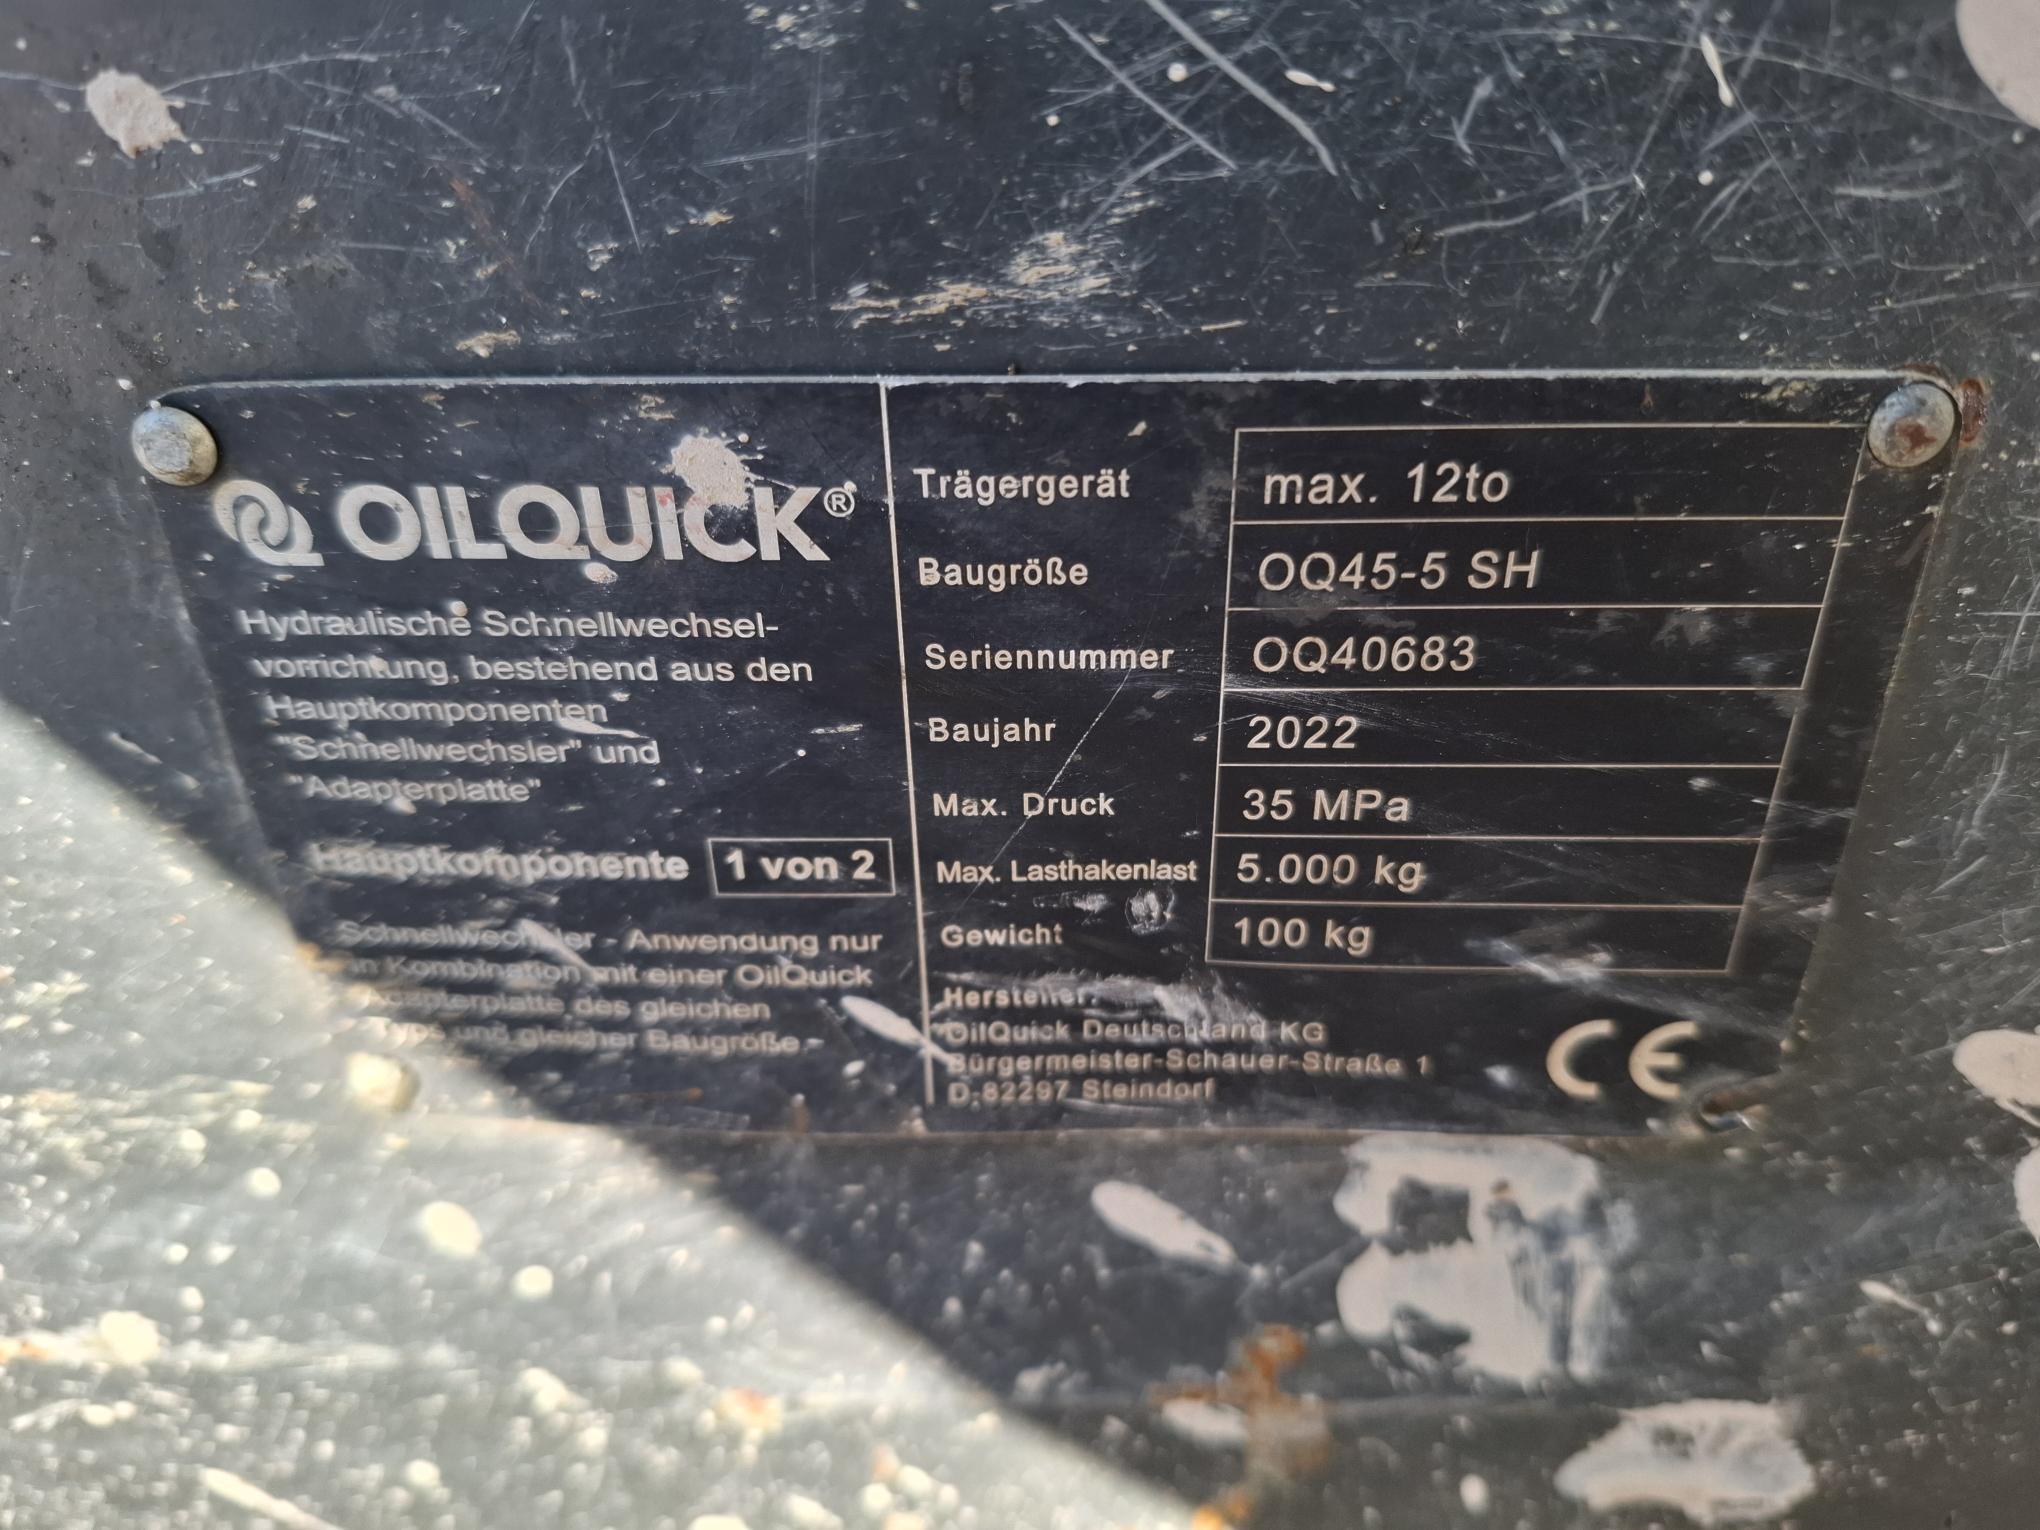 OILQUICK®
Hydraulische Schnellwechsel-
vorrichtung, bestehend aus den
Hauptkomponenten
"Schnellwechsler" und
"Adapterplatte"
Hauptkomponente 1 von 2
Schnellwechsler - Anwendung nur
in Kombination mit einer OilQuick
Adapterplatte des gleichen
Typs und gleicher Baugröße.
Trägergerät max. 12to
Baugröße OQ45-5 SH
Seriennummer OQ40683
Baujahr 2022
Max. Druck 35 MPa
Max. Lasthakenlast 5.000 kg
Gewicht 100 kg
Hersteller:
OilQuick Deutschland KG
Bürgermeister-Schauer-Straße 1
D-82297 Steindorf
CE